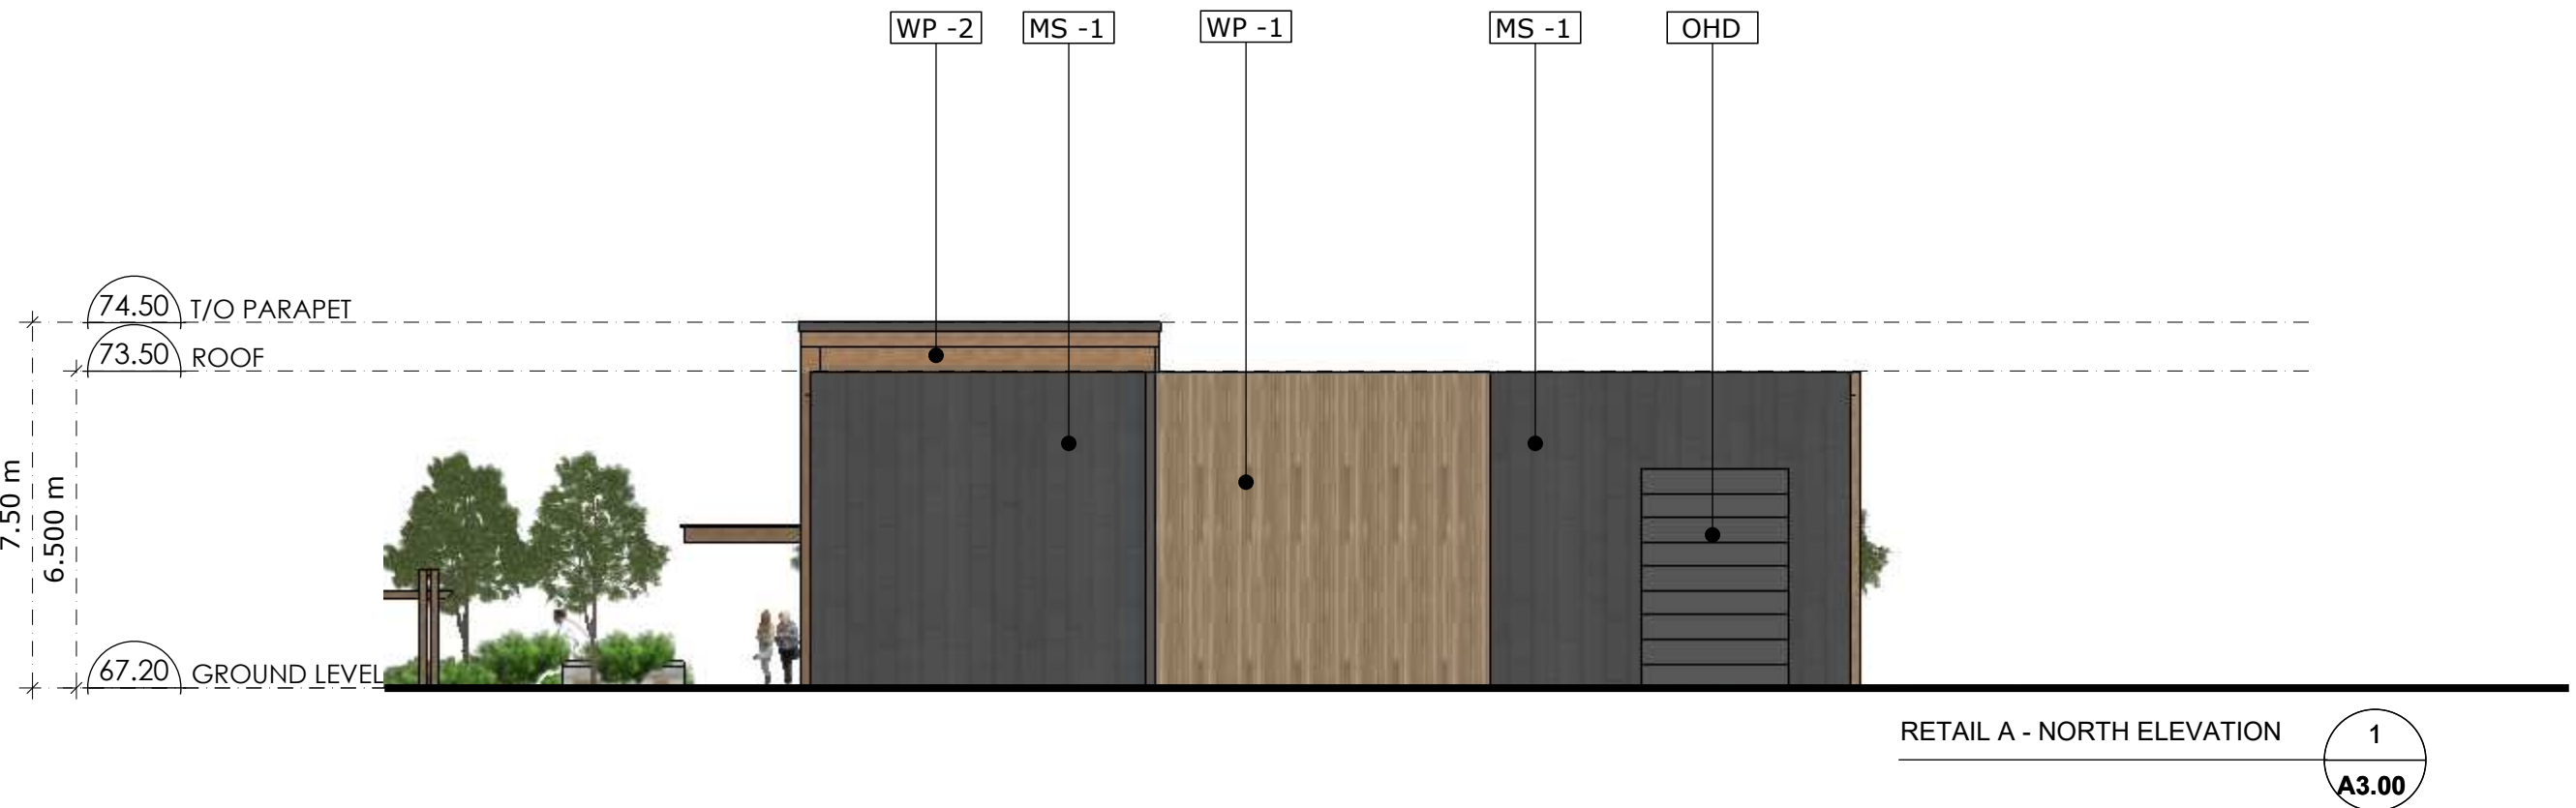 WP -2
MS -1
WP -1
MS -1
OHD
74.50 T/O PARAPET
73.50 ROOF
7.50 m
6.500 m
67.20 GROUND LEVEL
RETAIL A - NORTH ELEVATION
1
A3.00